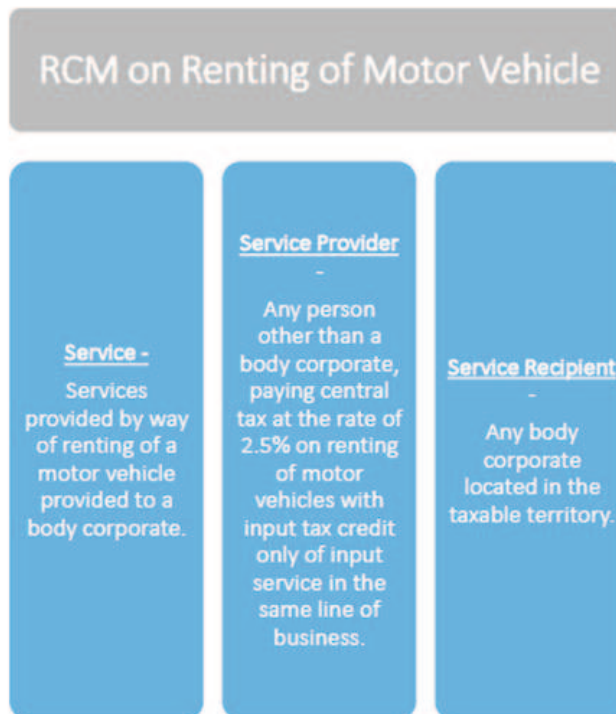 RCM on Renting of Motor Vehicle
Service -
Services
provided by way
of renting of a
motor vehicle
provided to a
body corporate.
Service Provider
-
Any person
other than a
body corporate,
paying central
tax at the rate of
2.5% on renting
of motor
vehicles with
input tax credit
only of input
service in the
same line of
business.
Service Recipient
-
Any body
corporate
located in the
taxable territory.